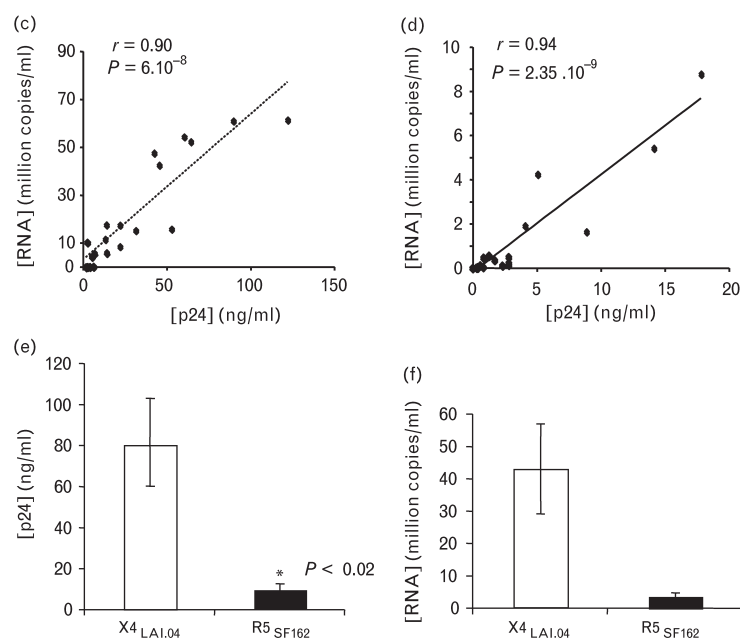 (c)
r = 0.90
P = 6.10⁻⁸
[RNA] (million copies/ml)
90
70
50
30
10
0
0 50 100 150
[p24] (ng/ml)
(d)
r = 0.94
P = 2.35 .10⁻⁹
[RNA] (million copies/ml)
10
8
6
4
2
0
0 5 10 15 20
[p24] (ng/ml)
(e)
[p24] (ng/ml)
120
100
80
60
40
20
0
* P < 0.02
X4 LAI.04 R5 SF162
(f)
[RNA] (million copies/ml)
60
50
40
30
20
10
0
X4 LAI.04 R5 SF162